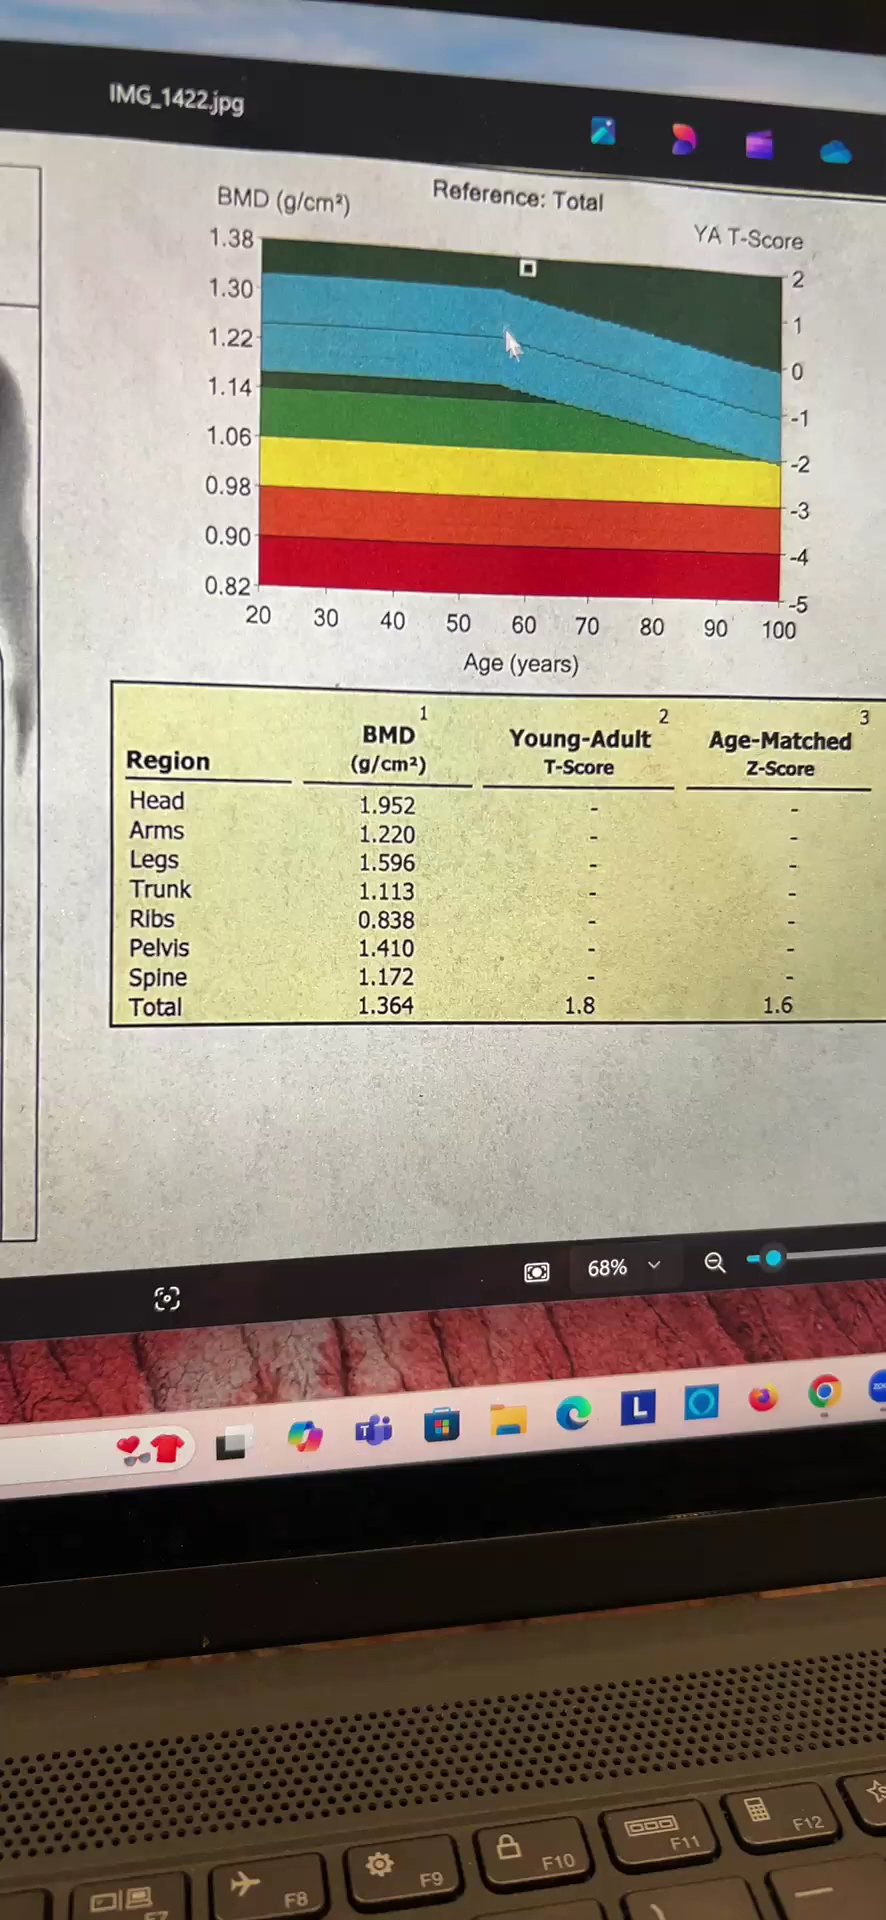 IMG_1422.jpg
BMD (g/cm²)
Reference: Total
YA T-Score
1.38
1.30
1.22
1.14
1.06
0.98
0.90
0.82
2
1
0
-1
-2
-3
-4
-5
20 30 40 50 60 70 80 90 100
Age (years)
1 2 3
BMD Young-Adult Age-Matched
Region (g/cm²) T-Score Z-Score
Head 1.952 - -
Arms 1.220 - -
Legs 1.596 - -
Trunk 1.113 - -
Ribs 0.838 - -
Pelvis 1.410 - -
Spine 1.172 - -
Total 1.364 1.8 1.6
68%
T L
F7 F8 F9 F10 F11 F12